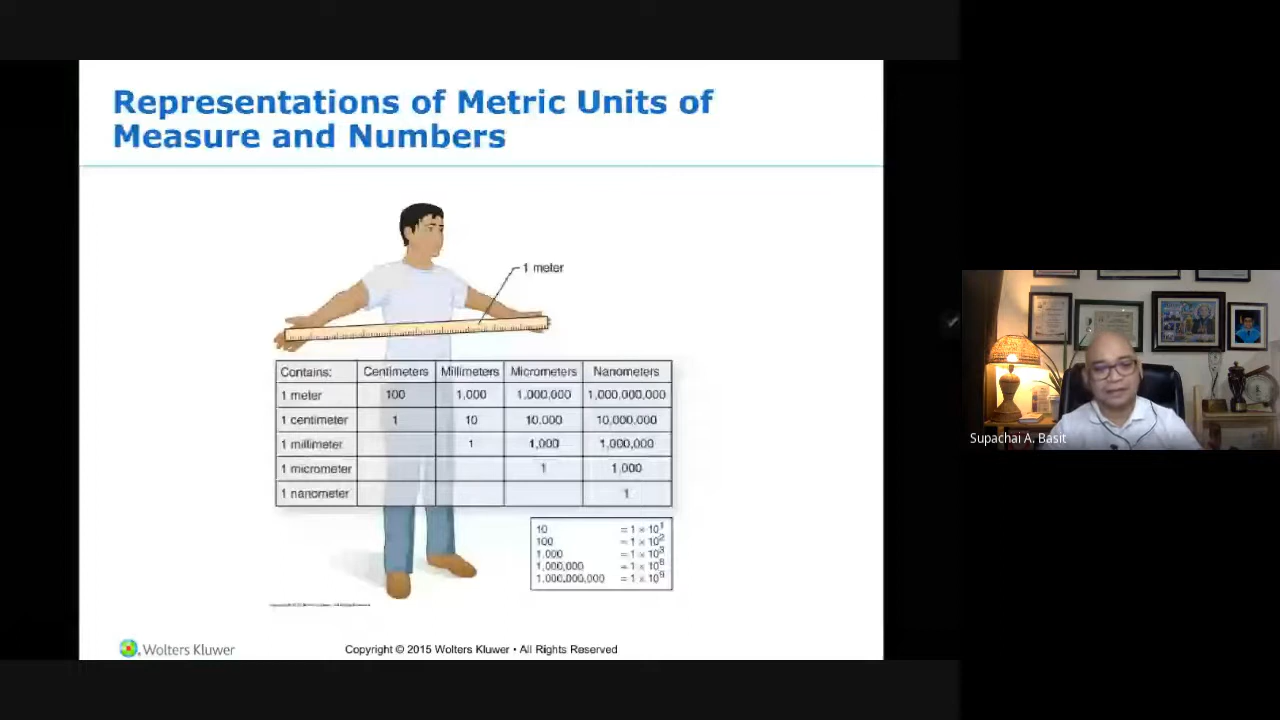 Representations of Metric Units of
Measure and Numbers
1 meter
Contains: Centimeters Millimeters Micrometers Nanometers
1 meter 100 1,000 1,000,000 1,000,000,000
1 centimeter 1 10 10,000 10,000,000
1 millimeter 1 1,000 1,000,000
1 micrometer 1 1,000
1 nanometer 1
10 = 1 × 10¹
100 = 1 × 10²
1,000 = 1 × 10³
1,000,000 = 1 × 10⁶
1,000,000,000 = 1 × 10⁹
Wolters Kluwer
Copyright © 2015 Wolters Kluwer • All Rights Reserved
Supachai A. Basit